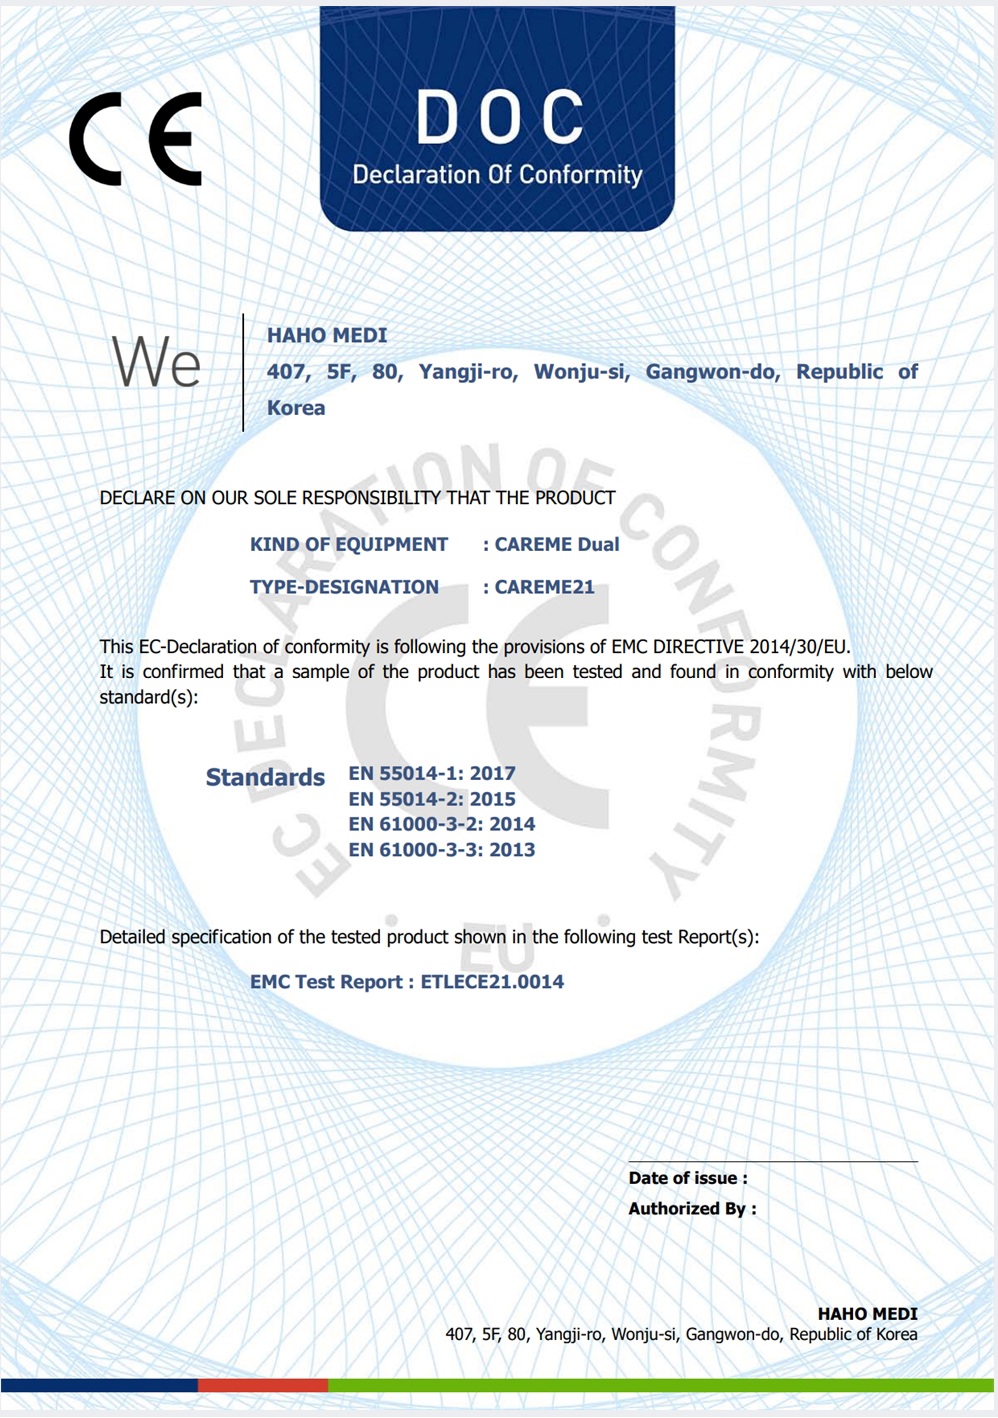 CE
DOC
Declaration Of Conformity
We
HAHO MEDI
407, 5F, 80, Yangji-ro, Wonju-si, Gangwon-do, Republic of
Korea
DECLARE ON OUR SOLE RESPONSIBILITY THAT THE PRODUCT
KIND OF EQUIPMENT : CAREME Dual
TYPE-DESIGNATION : CAREME21
This EC-Declaration of conformity is following the provisions of EMC DIRECTIVE 2014/30/EU.
It is confirmed that a sample of the product has been tested and found in conformity with below
standard(s):
EC DECLARATION OF CONFORMITY
CE
· EU ·
Standards EN 55014-1: 2017
EN 55014-2: 2015
EN 61000-3-2: 2014
EN 61000-3-3: 2013
Detailed specification of the tested product shown in the following test Report(s):
EMC Test Report : ETLECE21.0014
Date of issue :
Authorized By :
HAHO MEDI
407, 5F, 80, Yangji-ro, Wonju-si, Gangwon-do, Republic of Korea